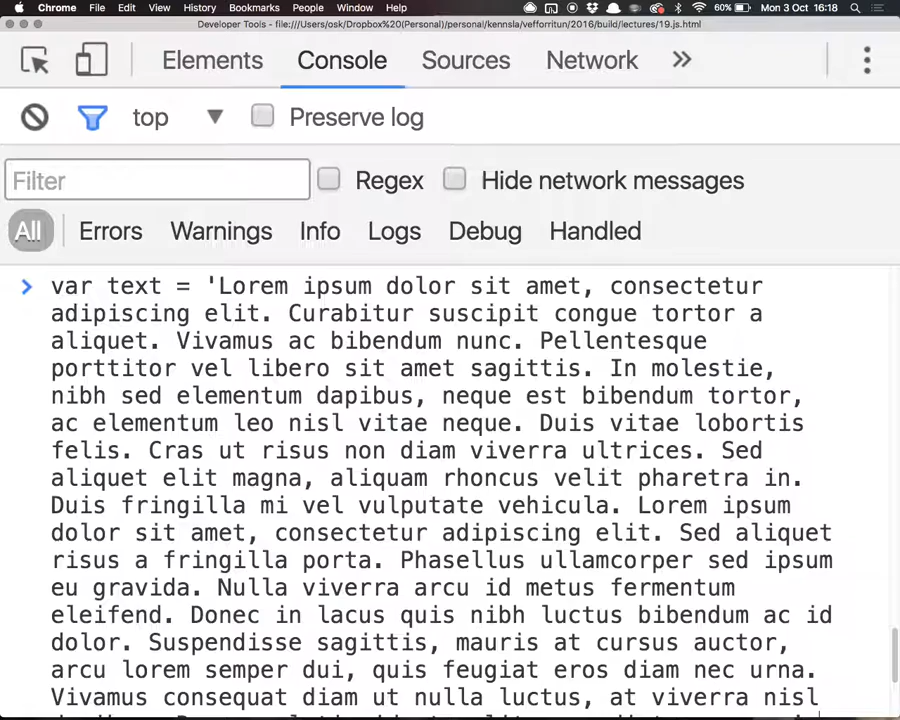 Chrome File Edit View History Bookmarks People Window Help 60% Mon 3 Oct 16:18
Developer Tools - file:///Users/osk/Dropbox%20(Personal)/personal/kennsla/vefforritun/2016/build/lectures/19.js.html
Elements Console Sources Network »
top ▼ Preserve log
Filter Regex Hide network messages
All Errors Warnings Info Logs Debug Handled
> var text = 'Lorem ipsum dolor sit amet, consectetur
adipiscing elit. Curabitur suscipit congue tortor a
aliquet. Vivamus ac bibendum nunc. Pellentesque
porttitor vel libero sit amet sagittis. In molestie,
nibh sed elementum dapibus, neque est bibendum tortor,
ac elementum leo nisl vitae neque. Duis vitae lobortis
felis. Cras ut risus non diam viverra ultrices. Sed
aliquet elit magna, aliquam rhoncus velit pharetra in.
Duis fringilla mi vel vulputate vehicula. Lorem ipsum
dolor sit amet, consectetur adipiscing elit. Sed aliquet
risus a fringilla porta. Phasellus ullamcorper sed ipsum
eu gravida. Nulla viverra arcu id metus fermentum
eleifend. Donec in lacus quis nibh luctus bibendum ac id
dolor. Suspendisse sagittis, mauris at cursus auctor,
arcu lorem semper dui, quis feugiat eros diam nec urna.
Vivamus consequat diam ut nulla luctus, at viverra nisl